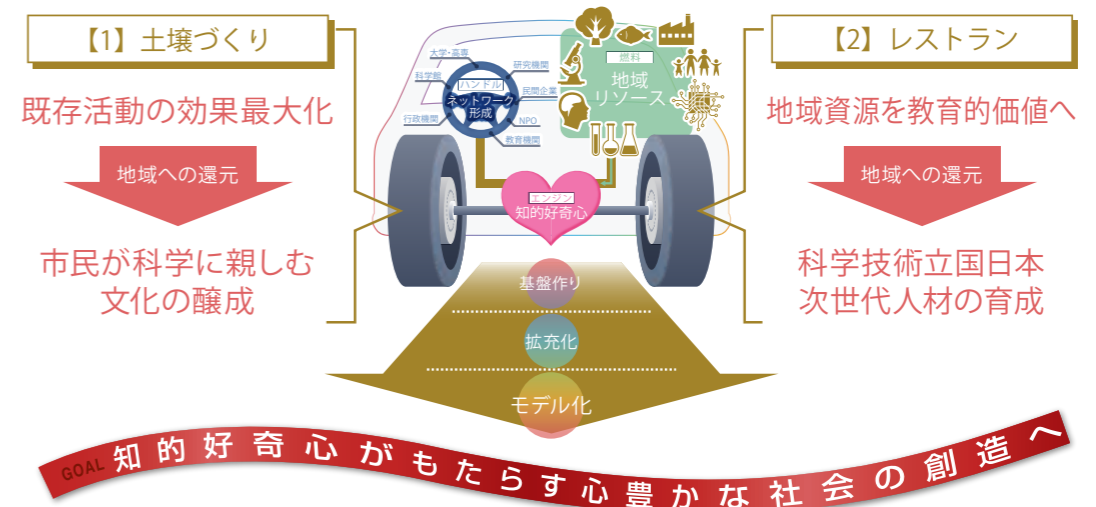 【1】土壌づくり
既存活動の効果最大化
地域への還元
市民が科学に親しむ
文化の醸成
大学・高専
科学館
行政機関
研究機関
民間企業
NPO
教育機関
ハンドル
ネットワーク
形成
燃料
地域
リソース
エンジン
知的好奇心
【2】レストラン
地域資源を教育的価値へ
地域への還元
科学技術立国日本
次世代人材の育成
基盤作り
拡充化
モデル化
GOAL 知的好奇心がもたらす心豊かな社会の創造へ